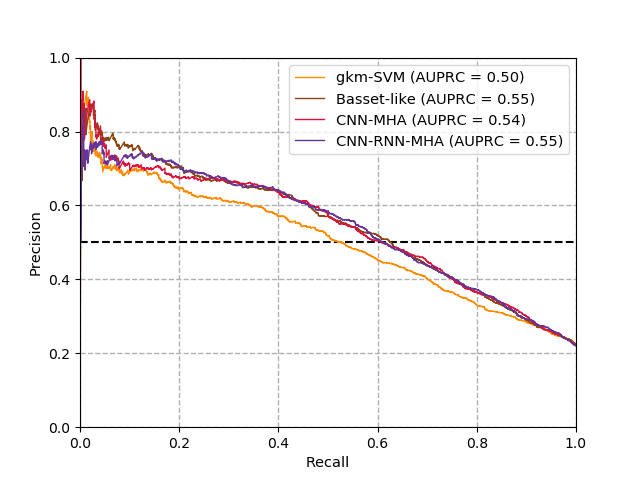 gkm-SVM (AUPRC = 0.50)
Basset-like (AUPRC = 0.55)
CNN-MHA (AUPRC = 0.54)
CNN-RNN-MHA (AUPRC = 0.55)
Precision
1.0
0.8
0.6
0.4
0.2
0.0
0.0 0.2 0.4 0.6 0.8 1.0
Recall